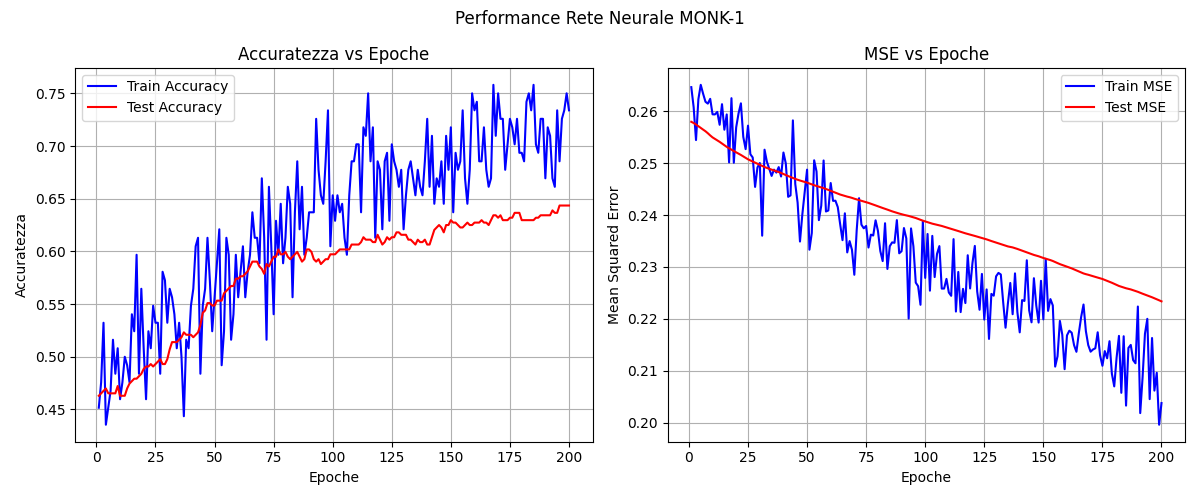 Performance Rete Neurale MONK-1
Accuratezza vs Epoche
Train Accuracy
Test Accuracy
0.75
0.70
0.65
0.60
0.55
0.50
0.45
Accuratezza
0 25 50 75 100 125 150 175 200
Epoche
MSE vs Epoche
Train MSE
Test MSE
0.26
0.25
0.24
0.23
0.22
0.21
0.20
Mean Squared Error
0 25 50 75 100 125 150 175 200
Epoche